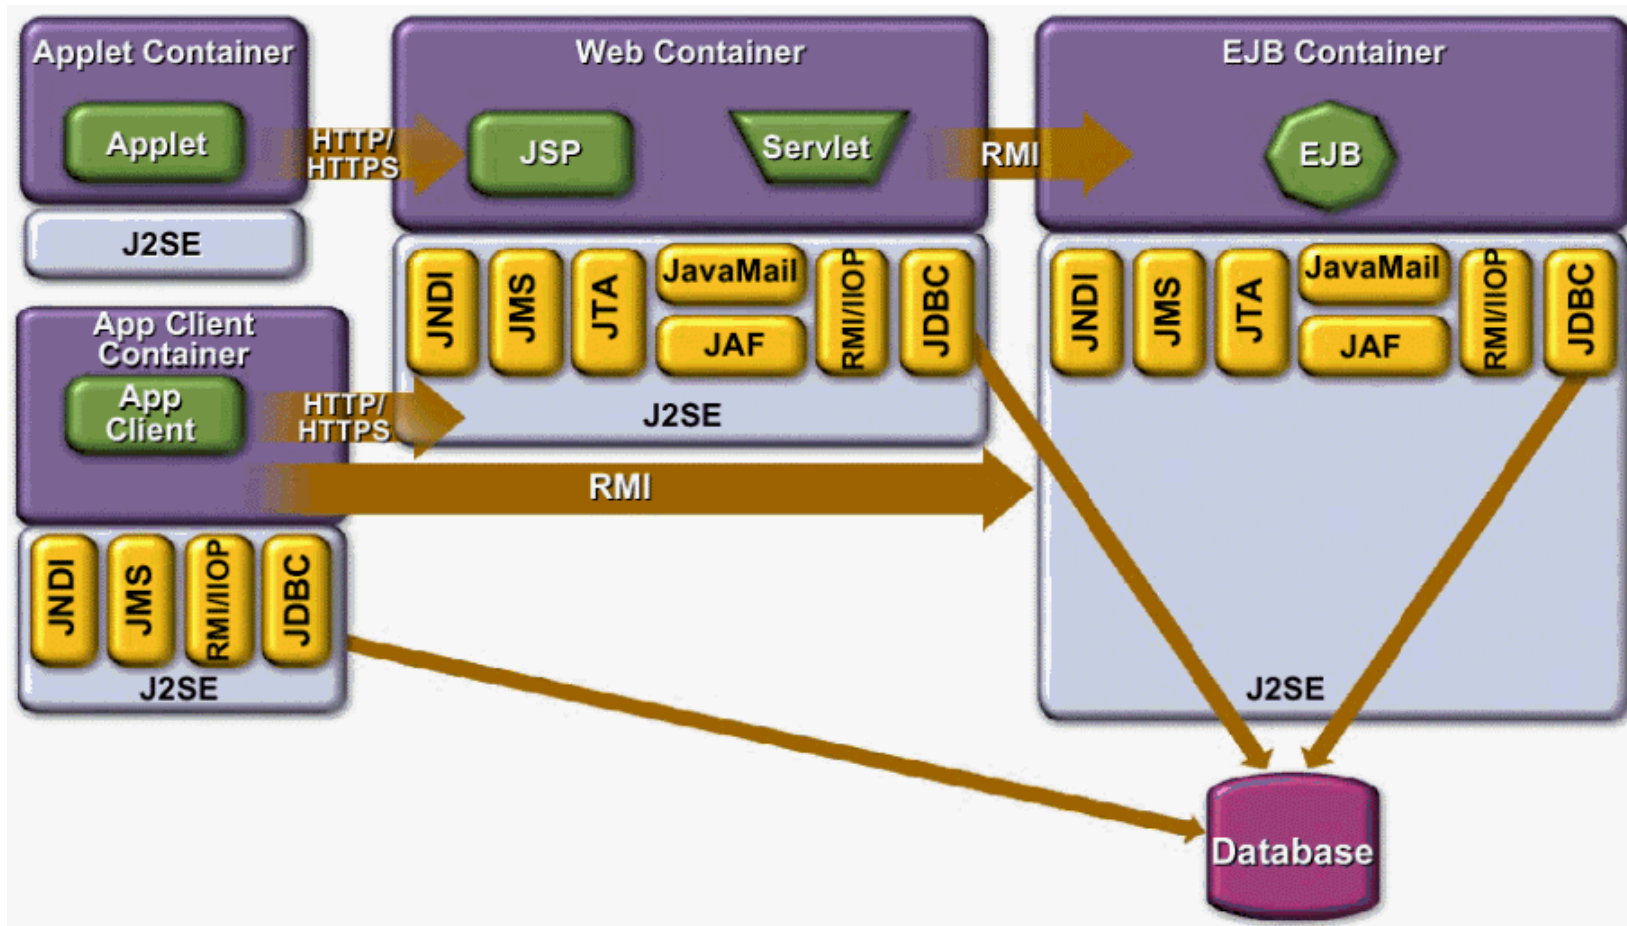 Applet Container
Applet
J2SE
HTTP/
HTTPS
Web Container
JSP
Servlet
JNDI
JMS
JTA
JavaMail
JAF
RMI/IIOP
JDBC
J2SE
RMI
EJB Container
EJB
JNDI
JMS
JTA
JavaMail
JAF
RMI/IIOP
JDBC
J2SE
App Client
Container
App
Client
HTTP/
HTTPS
RMI
JNDI
JMS
RMI/IIOP
JDBC
J2SE
Database